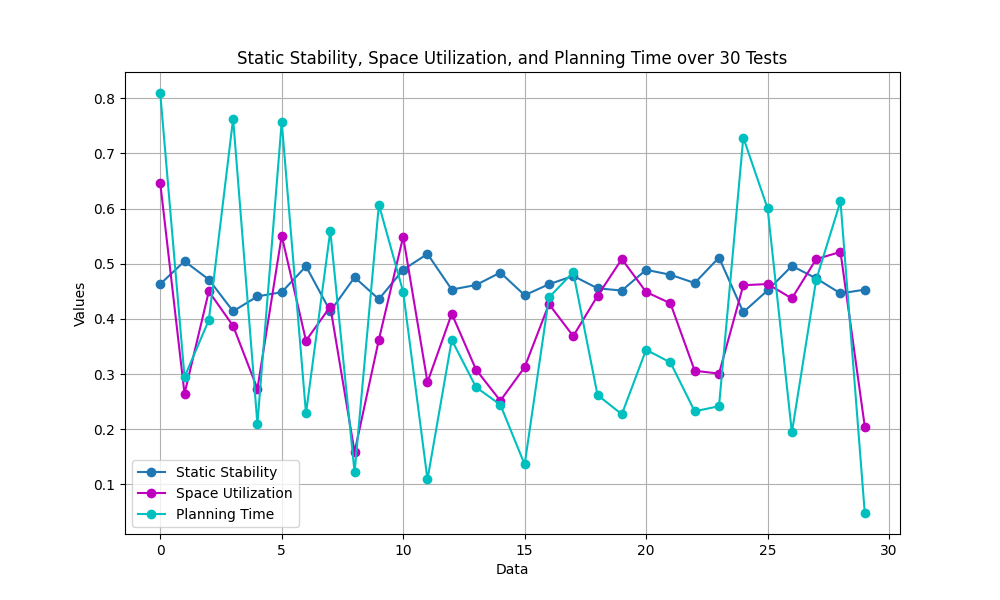 Static Stability, Space Utilization, and Planning Time over 30 Tests
Values
0.8
0.7
0.6
0.5
0.4
0.3
0.2
0.1
Static Stability
Space Utilization
Planning Time
0 5 10 15 20 25 30
Data